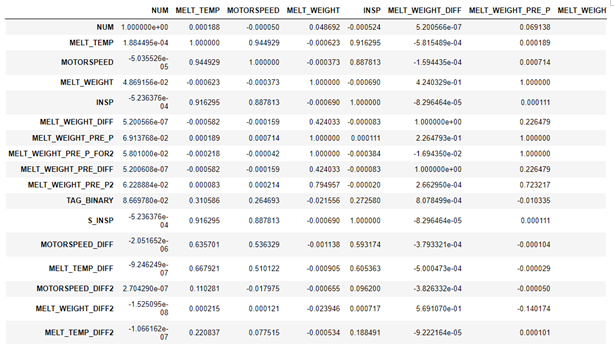 NUM MELT_TEMP MOTORSPEED MELT_WEIGHT INSP MELT_WEIGHT_DIFF MELT_WEIGHT_PRE_P MELT_WEIGH
NUM 1.000000e+00 0.000188 -0.000050 0.048692 -0.000524 5.200566e-07 0.069138
MELT_TEMP 1.884495e-04 1.000000 0.944929 -0.000623 0.916295 -5.815489e-04 0.000189
MOTORSPEED -5.035526e-05 0.944929 1.000000 -0.000373 0.887813 -1.594435e-04 0.000714
MELT_WEIGHT 4.869156e-02 -0.000623 -0.000373 1.000000 -0.000690 4.240329e-01 1.000000
INSP -5.236376e-04 0.916295 0.887813 -0.000690 1.000000 -8.296464e-05 0.000111
MELT_WEIGHT_DIFF 5.200566e-07 -0.000582 -0.000159 0.424033 -0.000083 1.000000e+00 0.226479
MELT_WEIGHT_PRE_P 6.913768e-02 0.000189 0.000714 1.000000 0.000111 2.264793e-01 1.000000
MELT_WEIGHT_PRE_P_FOR2 5.801000e-02 -0.000218 -0.000042 1.000000 -0.000384 -1.694350e-02 1.000000
MELT_WEIGHT_PRE_DIFF 5.200608e-07 -0.000582 -0.000159 0.424033 -0.000083 1.000000e+00 0.226479
MELT_WEIGHT_PRE_P2 6.228884e-02 0.000083 0.000214 0.794957 -0.000020 2.662950e-04 0.723217
TAG_BINARY 8.669780e-02 0.310586 0.264693 -0.021556 0.272580 8.078499e-04 -0.010335
S_INSP -5.236376e-04 0.916295 0.887813 -0.000690 1.000000 -8.296464e-05 0.000111
MOTORSPEED_DIFF -2.051652e-06 0.635701 0.536329 -0.001138 0.593174 -3.793321e-04 -0.000104
MELT_TEMP_DIFF -9.246249e-07 0.667921 0.510122 -0.000905 0.605363 -5.000473e-04 -0.000029
MOTORSPEED_DIFF2 2.704290e-07 0.110281 -0.017975 -0.000655 0.096200 -3.826332e-04 -0.000050
MELT_WEIGHT_DIFF2 -1.525095e-08 0.000215 0.000121 -0.023946 0.000717 5.691070e-01 -0.140174
MELT_TEMP_DIFF2 -1.066162e-07 0.220837 0.077515 -0.000534 0.188491 -9.222164e-05 0.000101